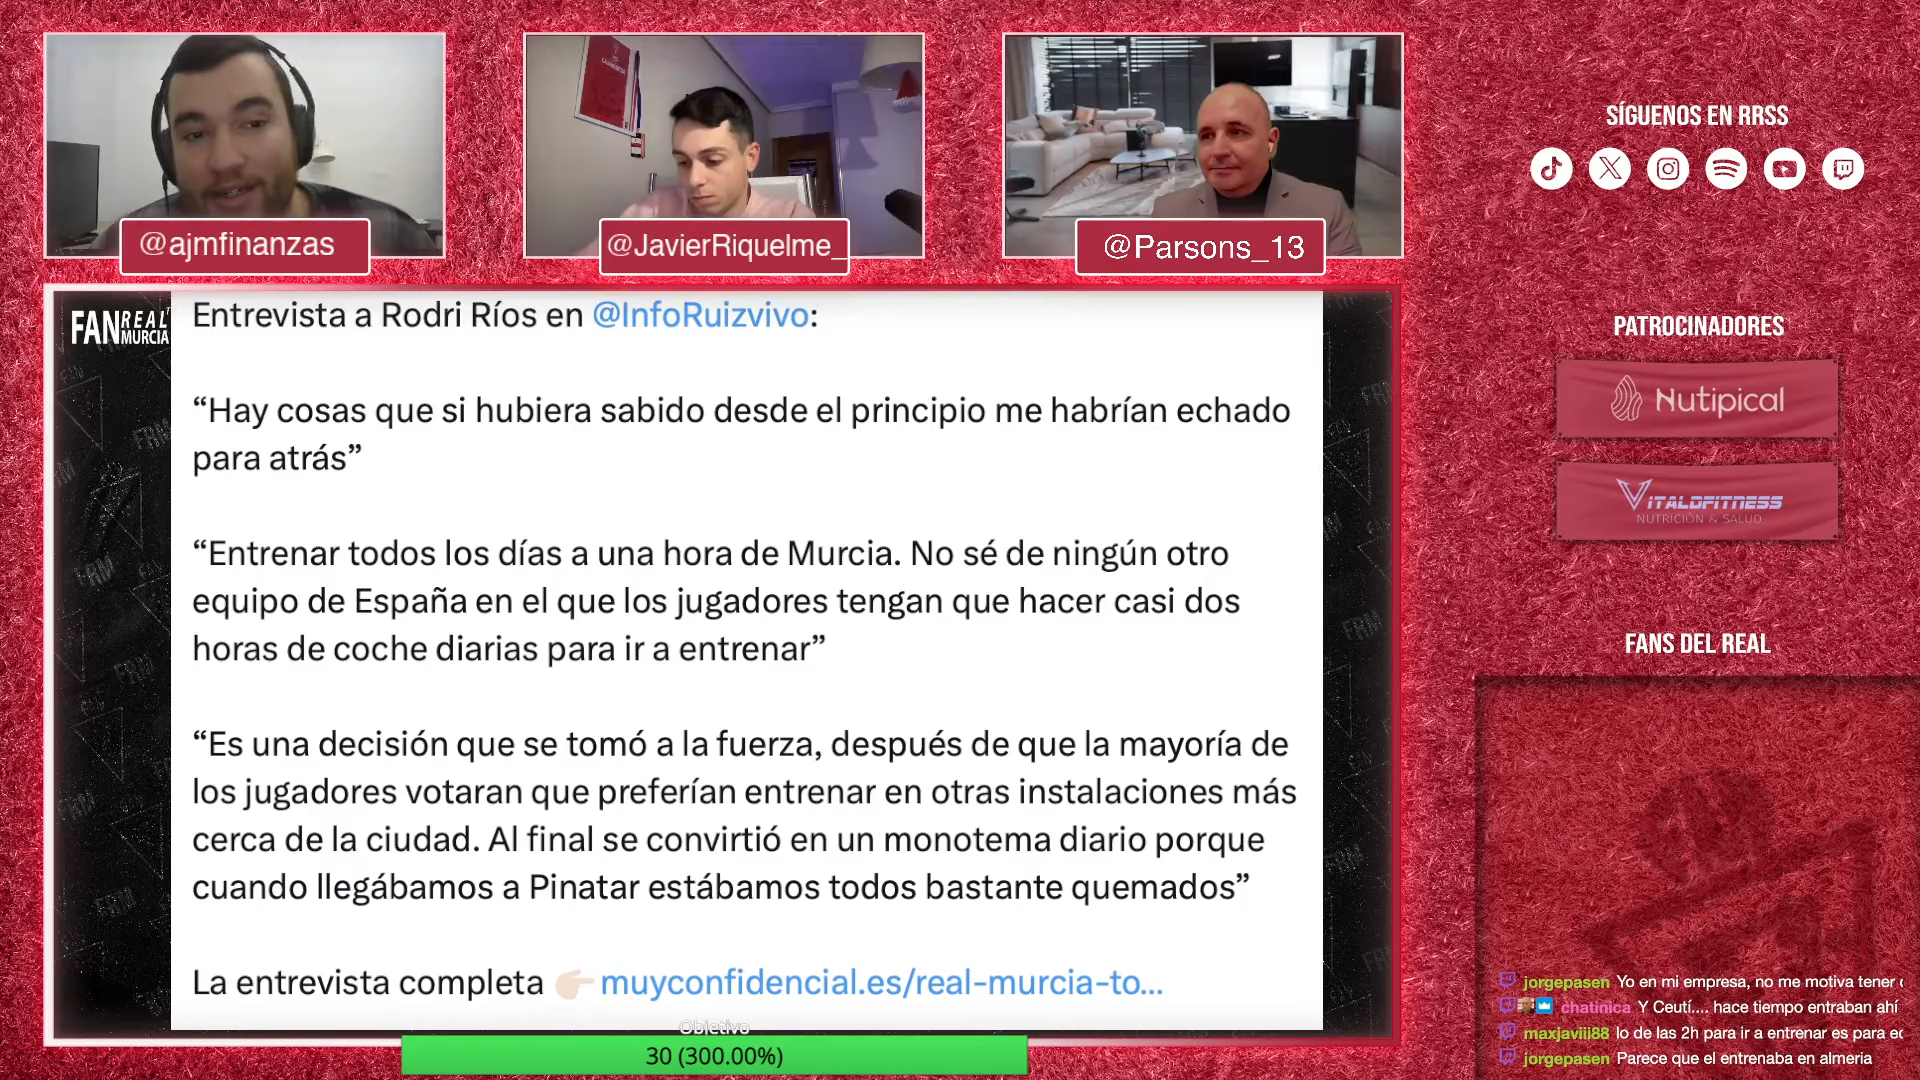 @ajmfinanzas
@JavierRiquelme_
@Parsons_13
SÍGUENOS EN RRSS
FAN REAL MURCIA
Entrevista a Rodri Ríos en @InfoRuizvivo:
“Hay cosas que si hubiera sabido desde el principio me habrían echado
para atrás”
“Entrenar todos los días a una hora de Murcia. No sé de ningún otro
equipo de España en el que los jugadores tengan que hacer casi dos
horas de coche diarias para ir a entrenar”
“Es una decisión que se tomó a la fuerza, después de que la mayoría de
los jugadores votaran que preferían entrenar en otras instalaciones más
cerca de la ciudad. Al final se convirtió en un monotema diario porque
cuando llegábamos a Pinatar estábamos todos bastante quemados”
La entrevista completa 👉🏻 muyconfidencial.es/real-murcia-to...
Objetivo
30 (300.00%)
PATROCINADORES
Nutipical
VITALDFITNESS
NUTRICIÓN & SALUD
FANS DEL REAL
jorgepasen Yo en mi empresa, no me motiva tener
chatinica Y Ceutí.... hace tiempo entraban ahí
maxjaviij88 lo de las 2h para ir a entrenar es para
jorgepasen Parece que el entrenaba en almeria